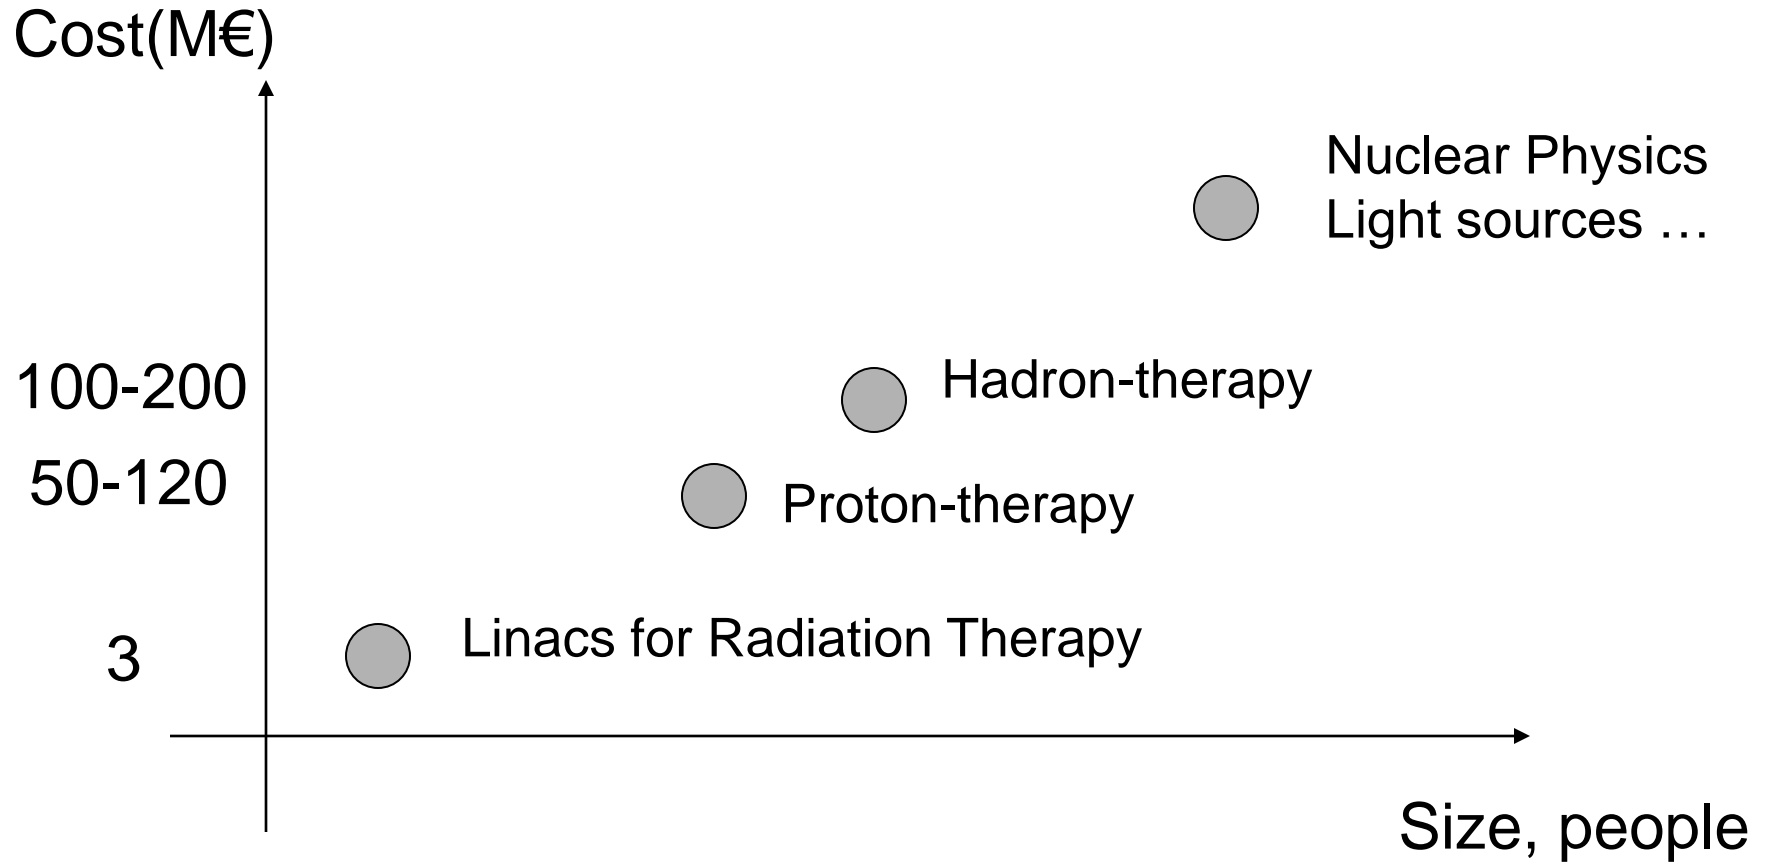 Cost(M€)
Nuclear Physics
Light sources …
100-200
Hadron-therapy
50-120
Proton-therapy
3
Linacs for Radiation Therapy
Size, people